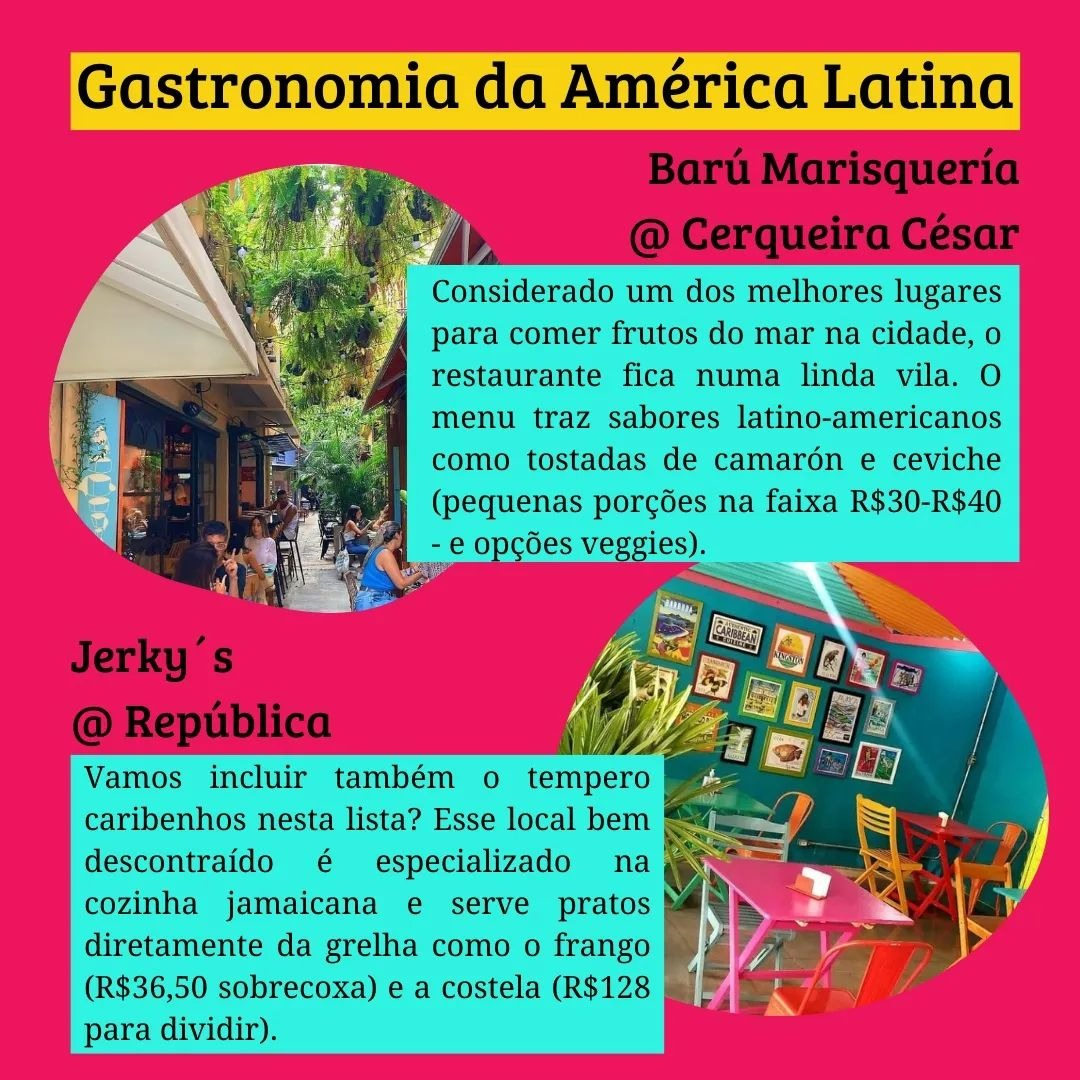 Gastronomia da América Latina
Barú Marisquería
@ Cerqueira César
Considerado um dos melhores lugares
para comer frutos do mar na cidade, o
restaurante fica numa linda vila. O
menu traz sabores latino-americanos
como tostadas de camarón e ceviche
(pequenas porções na faixa R$30-R$40
- e opções veggies).
Jerky´s
@ República
Vamos incluir também o tempero
caribenhos nesta lista? Esse local bem
descontraído é especializado na
cozinha jamaicana e serve pratos
diretamente da grelha como o frango
(R$36,50 sobrecoxa) e a costela (R$128
para dividir).
CARIBBEAN
KINGSTON